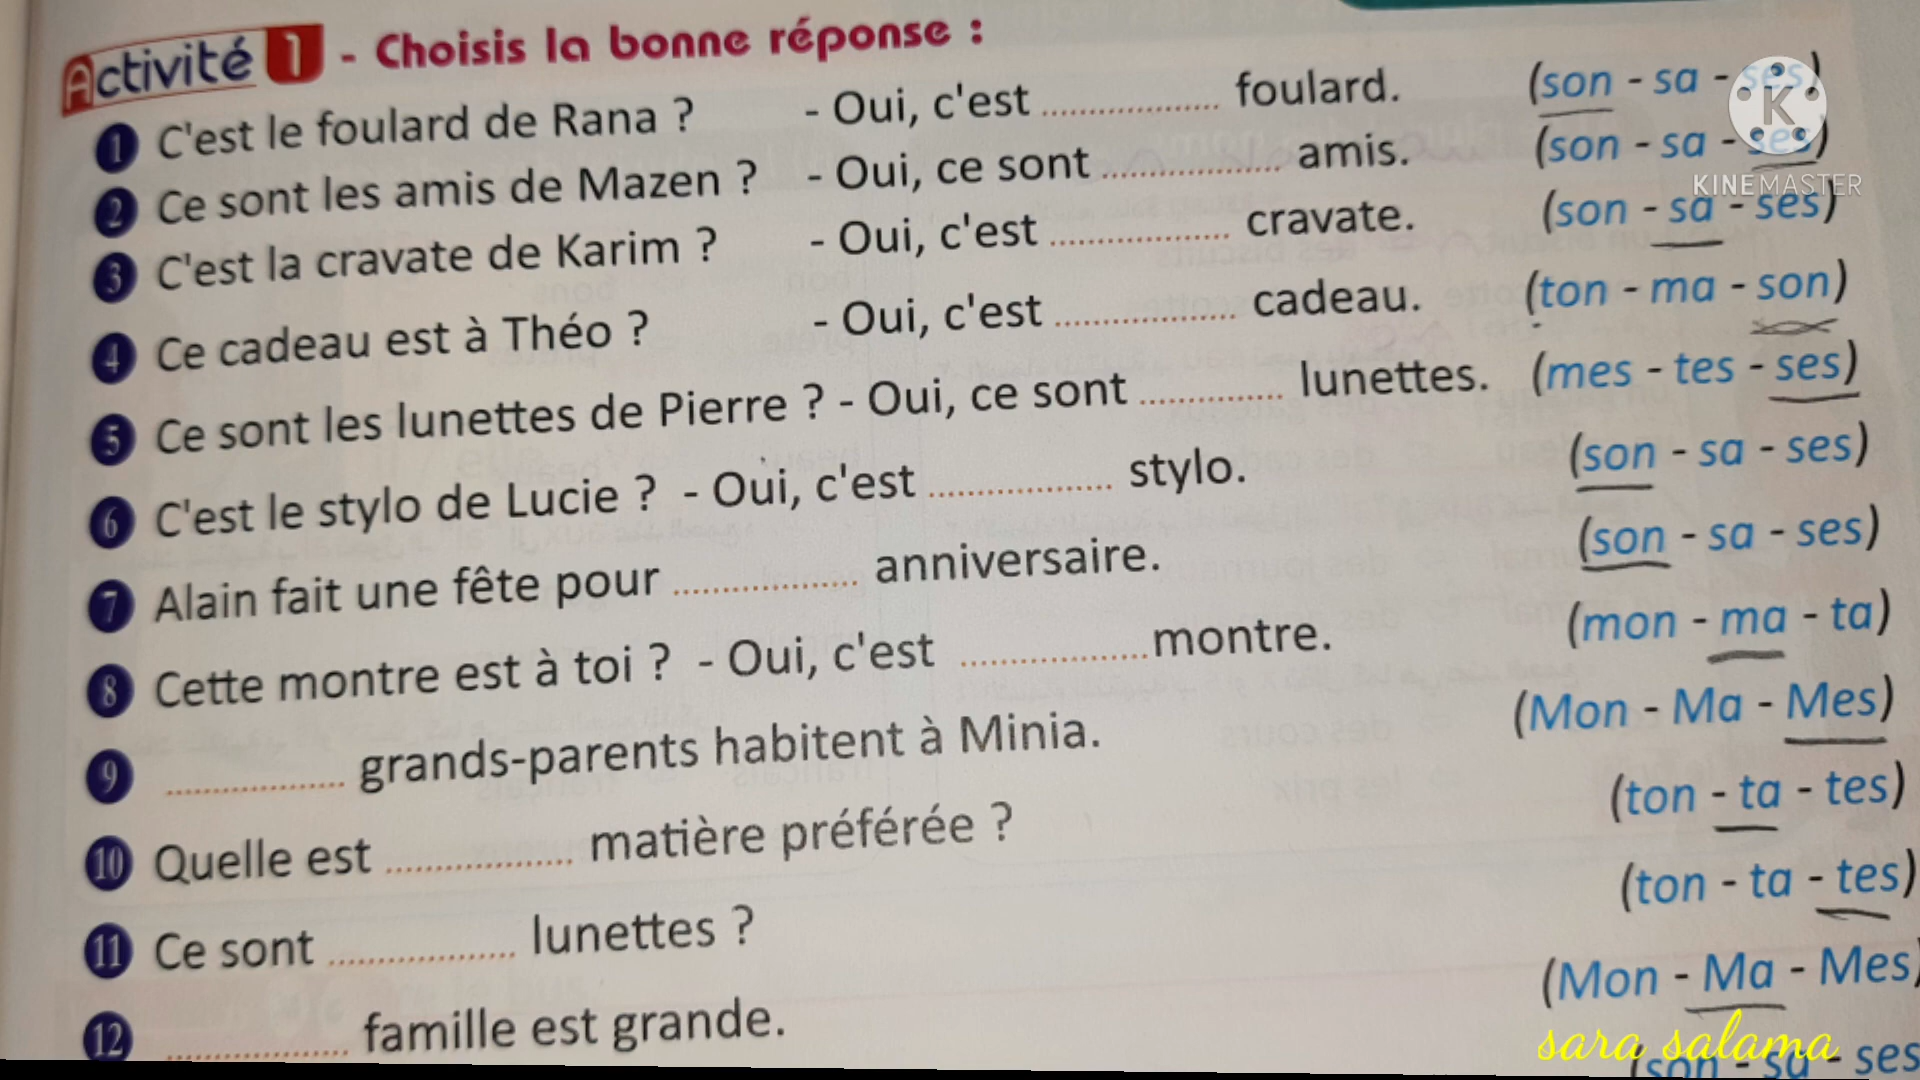 Activité 1 - Choisis la bonne réponse :
1 C'est le foulard de Rana ? - Oui, c'est .................. foulard. (son - sa - ses)
2 Ce sont les amis de Mazen ? - Oui, ce sont .................. amis. (son - sa - ses)
KINEMASTER
3 C'est la cravate de Karim ? - Oui, c'est .................. cravate. (son - sa - ses)
4 Ce cadeau est à Théo ? - Oui, c'est .................. cadeau. (ton - ma - son)
5 Ce sont les lunettes de Pierre ? - Oui, ce sont .............. lunettes. (mes - tes - ses)
6 C'est le stylo de Lucie ? - Oui, c'est .................. stylo. (son - sa - ses)
7 Alain fait une fête pour .................. anniversaire. (son - sa - ses)
8 Cette montre est à toi ? - Oui, c'est .................. montre. (mon - ma - ta)
9 .................. grands-parents habitent à Minia. (Mon - Ma - Mes)
10 Quelle est .................. matière préférée ? (ton - ta - tes)
11 Ce sont .................. lunettes ? (ton - ta - tes)
12 .................. famille est grande. (Mon - Ma - Mes)
sara salama
(son - sa - ses